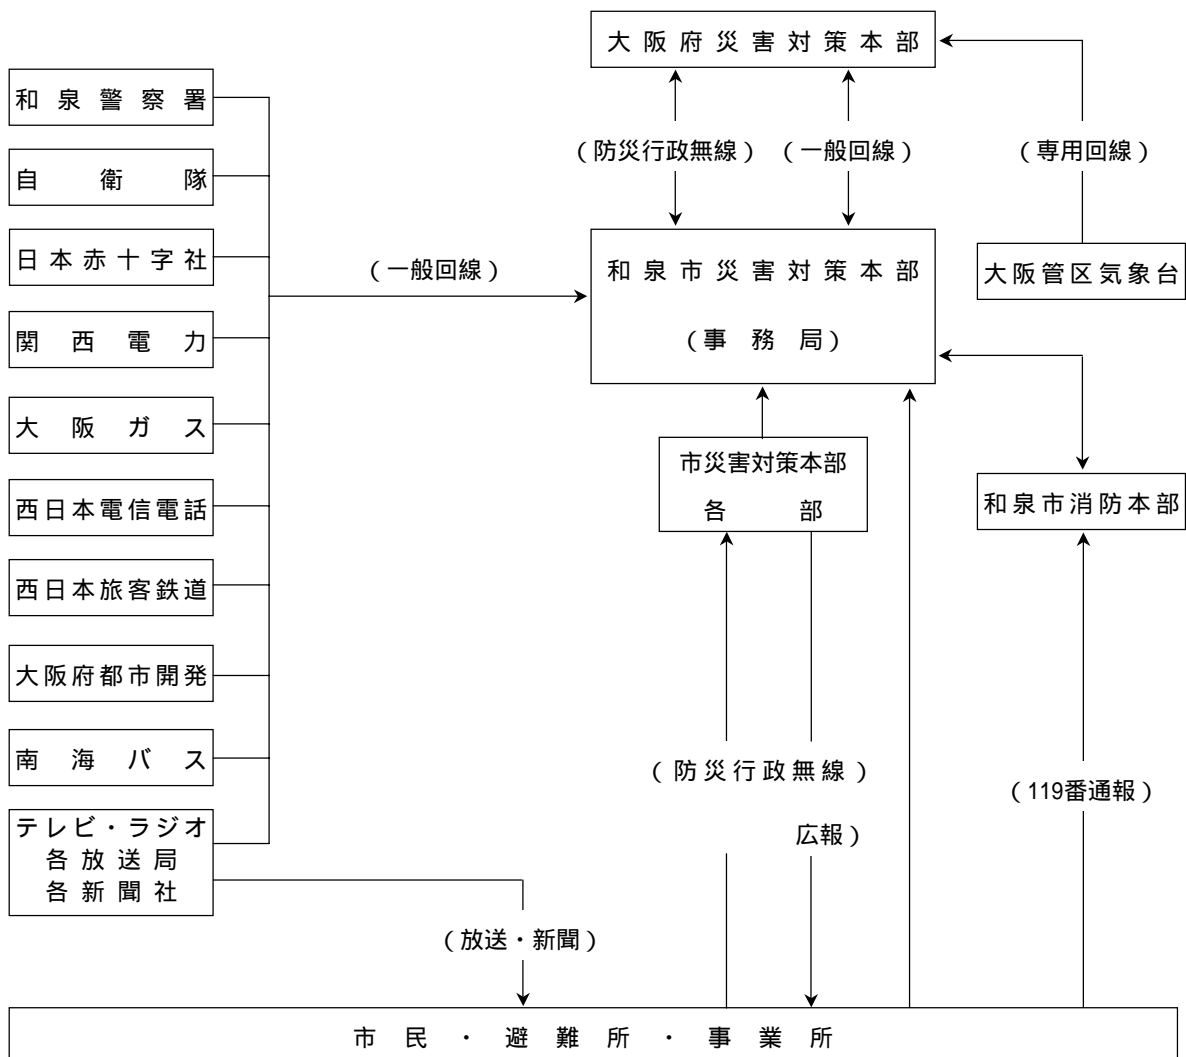 大阪府災害対策本部
和泉警察署
自衛隊
日本赤十字社
関西電力
大阪ガス
西日本電信電話
西日本旅客鉄道
大阪府都市開発
南海バス
テレビ・ラジオ
各放送局
各新聞社
(防災行政無線)
(一般回線)
(専用回線)
(一般回線)
和泉市災害対策本部
(事務局)
大阪管区気象台
市災害対策本部
各部
和泉市消防本部
(防災行政無線)
広報)
(119番通報)
(放送・新聞)
市民・避難所・事業所